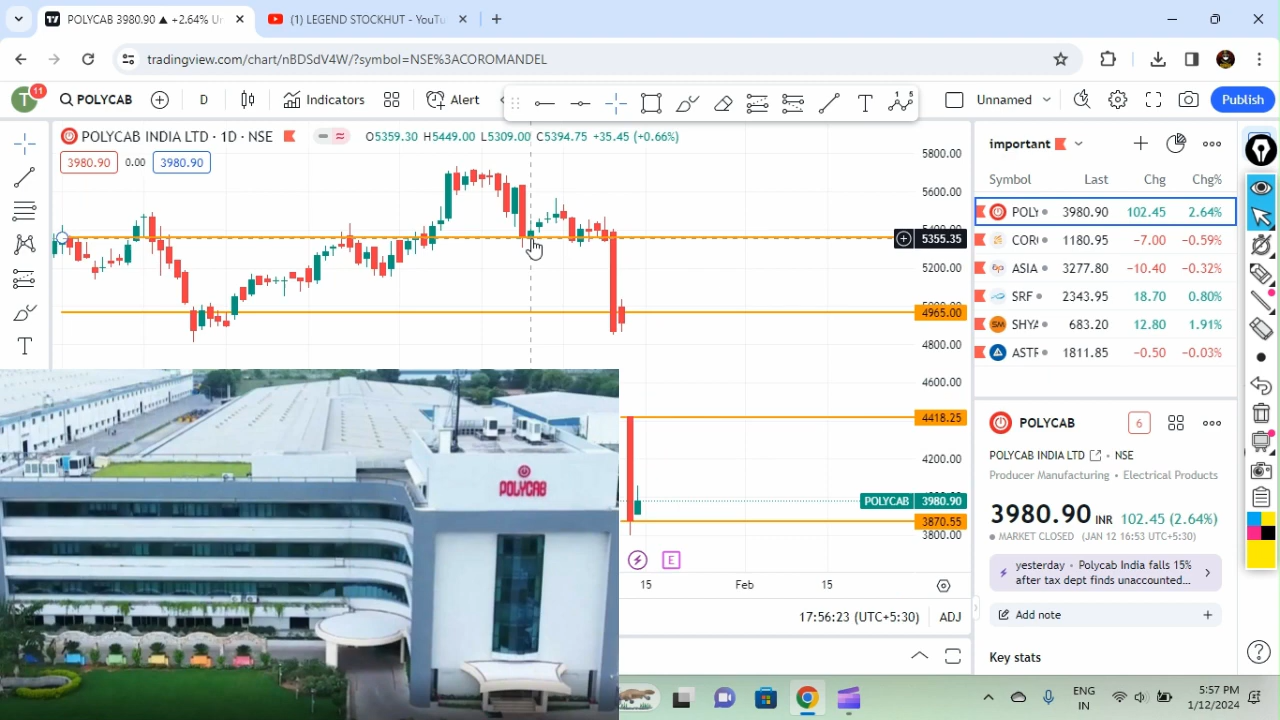 POLYCAB 3980.90 ▲ +2.64% Ur
(1) LEGEND STOCKHUT - YouTu
tradingview.com/chart/nBDSdV4W/?symbol=NSE%3ACOROMANDEL
T 11 POLYCAB D Indicators Alert T Unnamed Publish
POLYCAB INDIA LTD · 1D · NSE O5359.30 H5449.00 L5309.00 C5394.75 +35.45 (+0.66%)
3980.90 0.00 3980.90
5800.00
5600.00
5355.35
5200.00
4965.00
4800.00
4600.00
4418.25
4200.00
POLYCAB 3980.90
3870.55
3800.00
E
15 Feb 15
17:56:23 (UTC+5:30) ADJ
POLYCAB
important
Symbol Last Chg Chg%
POLY 3980.90 102.45 2.64%
CORO 1180.95 −7.00 −0.59%
ASIA 3277.80 −10.40 −0.32%
SRF 2343.95 18.70 0.80%
SHYA 683.20 12.80 1.91%
ASTF 1811.85 −0.50 −0.03%
POLYCAB 6
POLYCAB INDIA LTD · NSE
Producer Manufacturing · Electrical Products
3980.90 INR 102.45 (2.64%)
MARKET CLOSED (JAN 12 16:53 UTC+5:30)
yesterday · Polycab India falls 15%
after tax dept finds unaccounted...
Add note
Key stats
ENG
IN
5:57 PM
1/12/2024